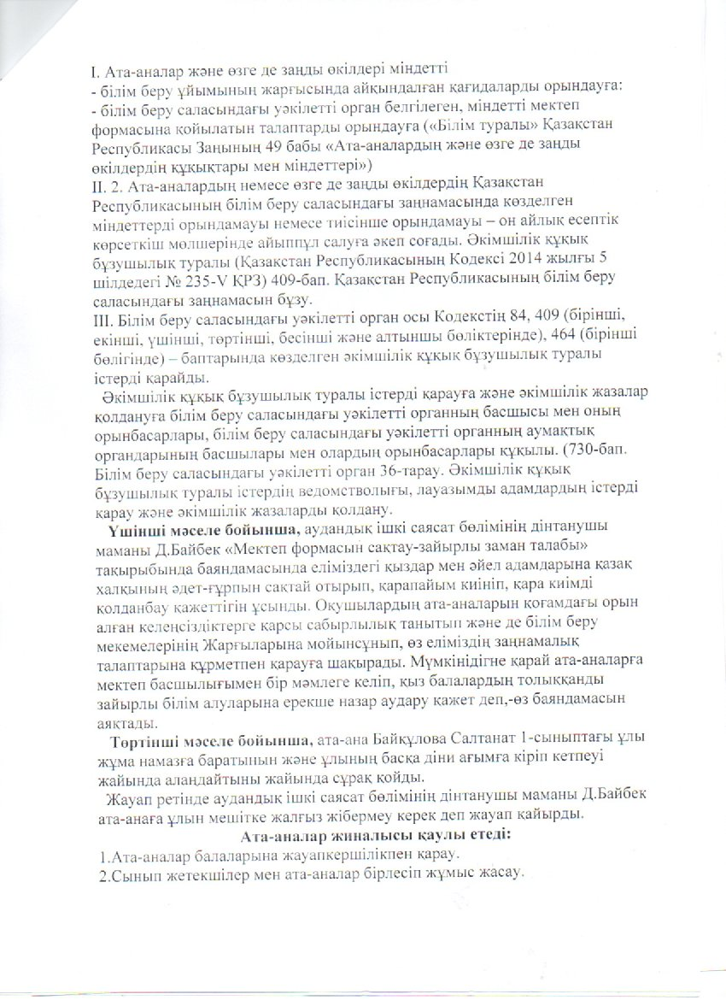 І. Ата-аналар және өзге де заңды өкілдері міндетті
- білім беру ұйымының жарғысында айқындалған қағидаларды орындауға:
- білім беру саласындағы уәкілетті орган белгілеген, міндетті мектеп
формасына қойылатын талаптарды орындауға («Білім туралы» Қазақстан
Республикасы Заңының 49 бабы «Ата-аналардың және өзге де заңды
өкілдердің құқықтары мен міндеттері»)
ІІ. 2. Ата-аналардың немесе өзге де заңды өкілдердің Қазақстан
Республикасының білім беру саласындағы заңнамасында көзделген
міндеттерді орындамауы немесе тиісінше орындамауы – он айлық есептік
көрсеткіш мөлшерінде айыппұл салуға әкеп соғады. Әкімшілік құқық
бұзушылық туралы (Қазақстан Республикасының Кодексі 2014 жылғы 5
шілдедегі № 235-V ҚРЗ) 409-бап. Қазақстан Республикасының білім беру
саласындағы заңнамасын бұзу.
ІІІ. Білім беру саласындағы уәкілетті орган осы Кодекстің 84, 409 (бірінші,
екінші, үшінші, төртінші, бесінші және алтыншы бөліктерінде), 464 (бірінші
бөлігінде) – баптарында көзделген әкімшілік құқық бұзушылық туралы
істерді қарайды.
Әкімшілік құқық бұзушылық туралы істерді қарауға және әкімшілік жазалар
қолдануға білім беру саласындағы уәкілетті органның басшысы мен оның
орынбасарлары, білім беру саласындағы уәкілетті органның аумақтық
органдарының басшылары мен олардың орынбасарлары құқылы. (730-бап.
Білім беру саласындағы уәкілетті орган 36-тарау. Әкімшілік құқық
бұзушылық туралы істердің ведомстволығы, лауазымды адамдардың істерді
қарау және әкімшілік жазаларды қолдану.
Үшінші мәселе бойынша, аудандық ішкі саясат бөлімінің дінтанушы
маманы Д.Байбек «Мектеп формасын сақтау-зайырлы заман талабы»
тақырыбында баяндамасында еліміздегі қыздар мен әйел адамдарына қазақ
халқының әдет-ғұрпын сақтай отырып, қарапайым киініп, қара киімді
қолданбау қажеттігін ұсынды. Оқушылардың ата-аналарын қоғамдағы орын
алған келеңсіздіктерге қарсы сабырлылық танытып және де білім беру
мекемелерінің Жарғыларына мойынсұнып, өз еліміздің заңнамалық
талаптарына құрметпен қарауға шақырады. Мүмкінідігне қарай ата-аналарға
мектеп басшылығымен бір мәмлеге келіп, қыз балалардың толыққанды
зайырлы білім алуларына ерекше назар аудару қажет деп,-өз баяндамасын
аяқтады.
Төртінші мәселе бойынша, ата-ана Байқұлова Салтанат 1-сыныптағы ұлы
жұма намазға баратынын және ұлының басқа діни ағымға кіріп кетпеуі
жайында алаңдайтыны жайында сұрақ қойды.
Жауап ретінде аудандық ішкі саясат бөлімінің дінтанушы маманы Д.Байбек
ата-анаға ұлын мешітке жалғыз жібермеу керек деп жауап қайырды.
Ата-аналар жиналысы қаулы етеді:
1.Ата-аналар балаларына жауапкершілікпен қарау.
2.Сынып жетекшілер мен ата-аналар бірлесіп жұмыс жасау.